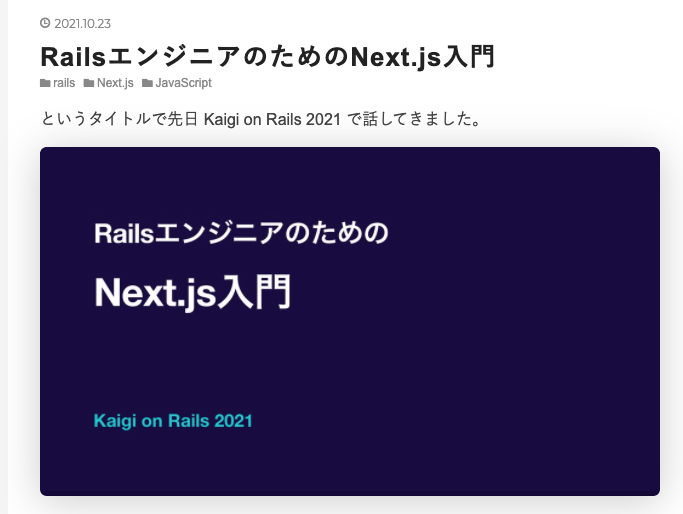 2021.10.23
RailsエンジニアのためのNext.js入門
rails Next.js JavaScript
というタイトルで先日 Kaigi on Rails 2021 で話してきました。
Railsエンジニアのための
Next.js入門
Kaigi on Rails 2021